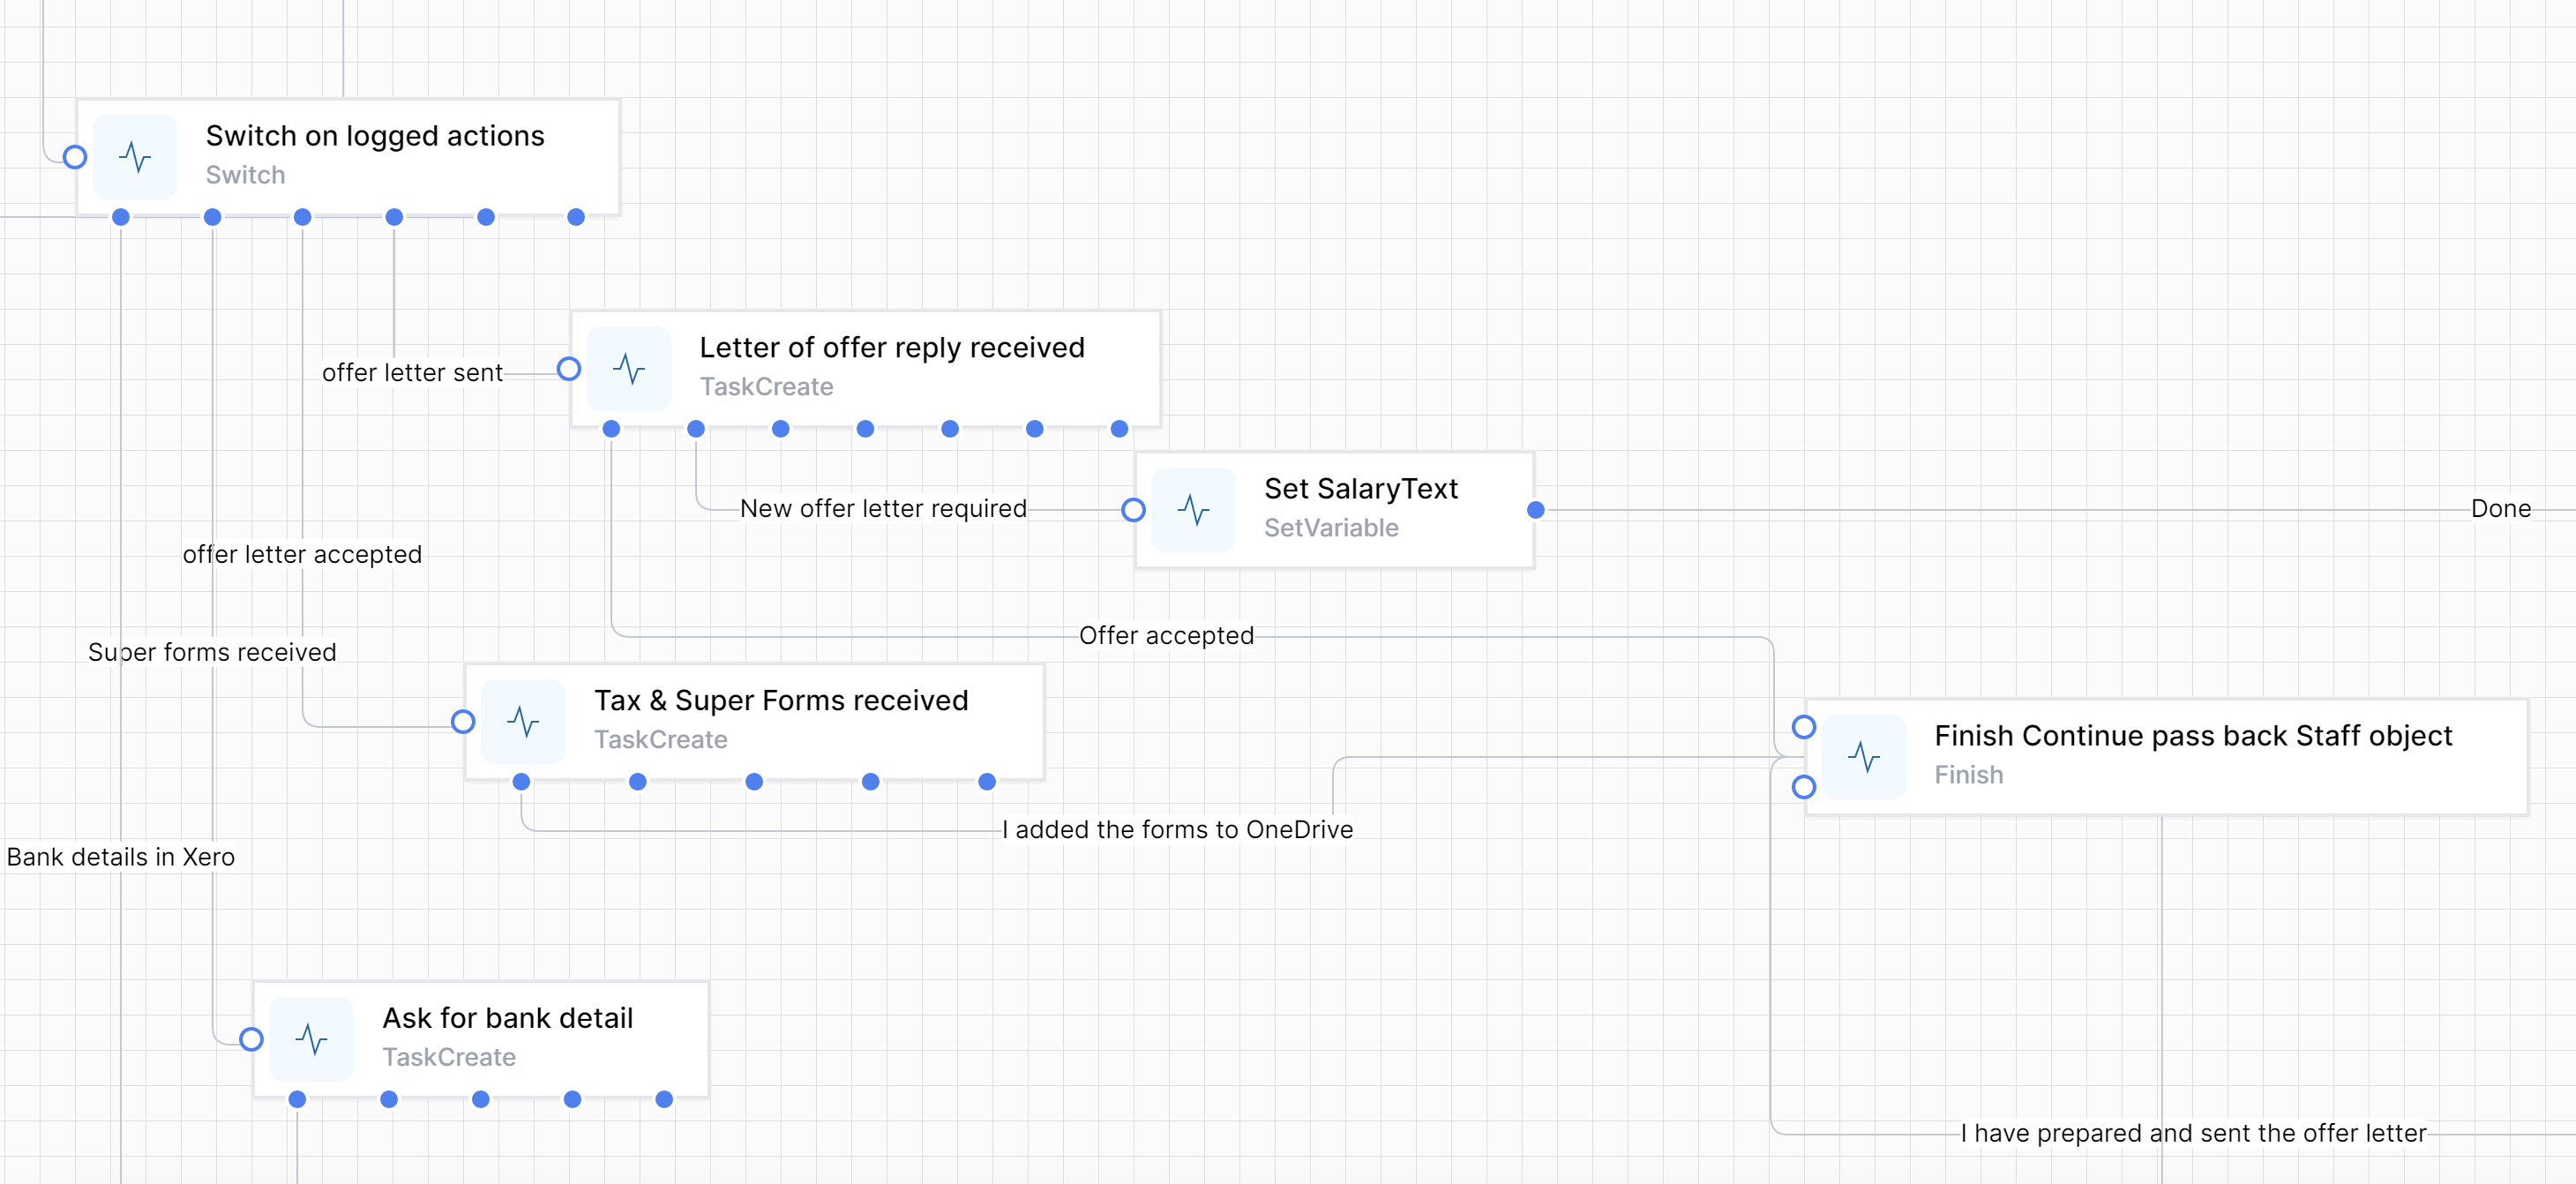 Switch on logged actions
Switch
offer letter sent
Letter of offer reply received
TaskCreate
New offer letter required
Set SalaryText
SetVariable
Done
offer letter accepted
Offer accepted
Super forms received
Tax & Super Forms received
TaskCreate
Finish Continue pass back Staff object
Finish
I added the forms to OneDrive
Bank details in Xero
Ask for bank detail
TaskCreate
I have prepared and sent the offer letter